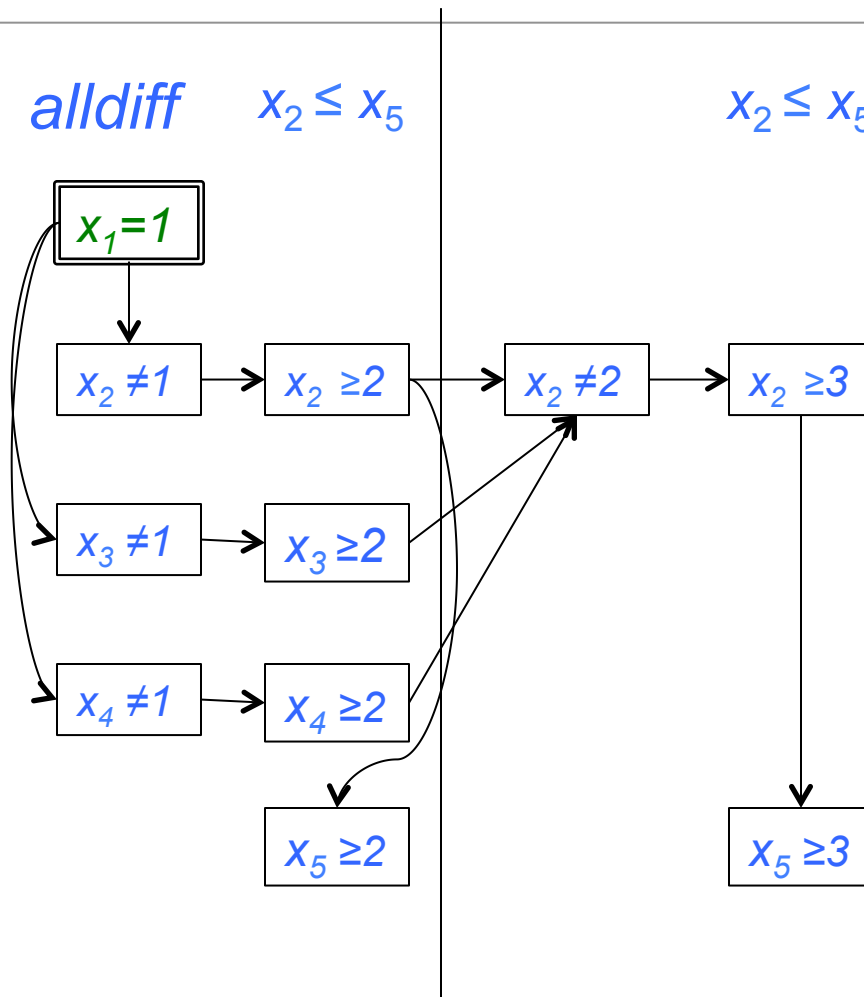 alldiff x₂ ≤ x₅ x₂ ≤ x₅
x₁=1
x₂ ≠1 x₂ ≥2 x₂ ≠2 x₂ ≥3
x₃ ≠1 x₃ ≥2
x₄ ≠1 x₄ ≥2
x₅ ≥2 x₅ ≥3